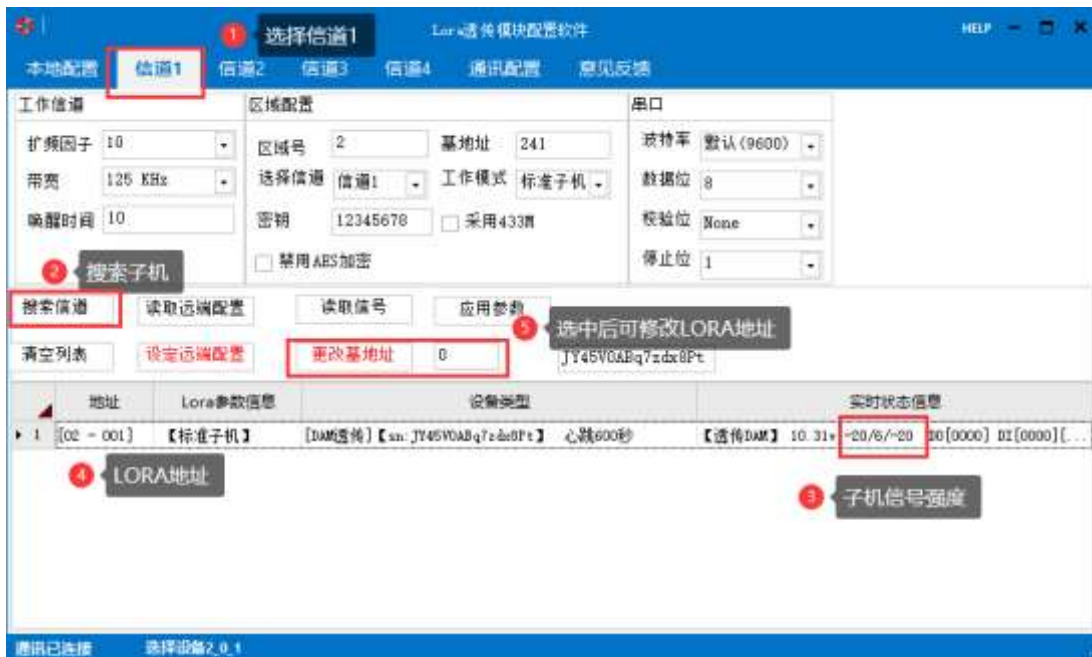 1 选择信道1 Lora透传模块配置软件 HELP
本地配置 信道1 信道2 信道3 信道4 通讯配置 意见反馈
工作信道 区域配置 串口
扩频因子 10 区域号 2 基地址 241 波特率 默认(9600)
带宽 125 KHz 选择信道 信道1 工作模式 标准子机 数据位 8
唤醒时间 10 密钥 12345678 采用433M 校验位 None
禁用AES加密 停止位 1
2 搜索子机
搜索信道 读取远端配置 读取信号 应用参数
5 选中后可修改LORA地址
清空列表 设定远端配置 更改基地址 0 JY45V0ABq7zdx8Pt
地址 Lora参数信息 设备类型 实时状态信息
1 [02 - 001] 【标准子机】 [DAM透传]【sn:JY45V0ABq7zdx8Pt】 心跳600秒 【透传DAM】 10.31v -20/6/-20 DO[0000] DI[0000][...
4 LORA地址
3 子机信号强度
通讯已连接 选择设备2_0_1